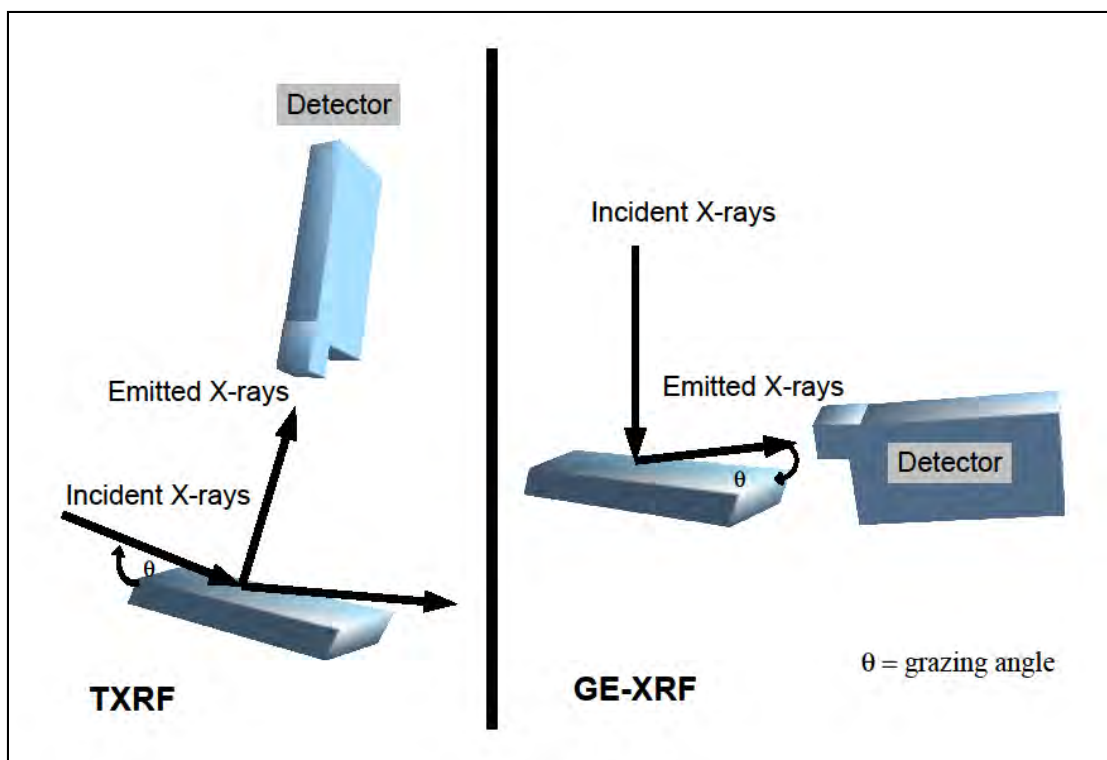 Detector
Emitted X-rays
Incident X-rays
θ
TXRF
Incident X-rays
Emitted X-rays
θ
Detector
θ = grazing angle
GE-XRF